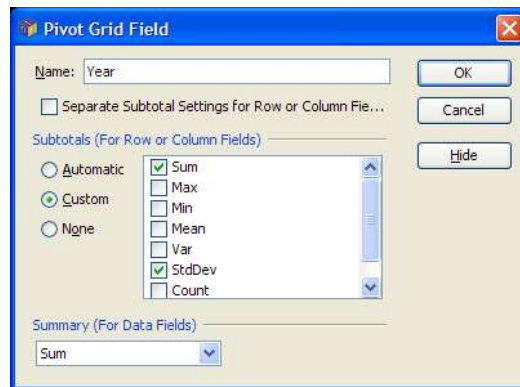 Pivot Grid Field
Name: Year
OK
Separate Subtotal Settings for Row or Column Fie...
Cancel
Subtotals (For Row or Column Fields)
Hide
Automatic
Custom
None
Sum
Max
Min
Mean
Var
StdDev
Count
Summary (For Data Fields)
Sum